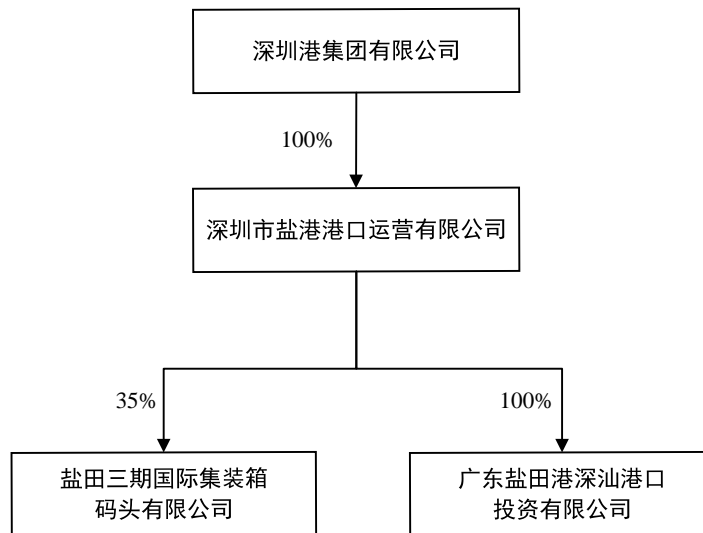 深圳港集团有限公司
100%
深圳市盐港港口运营有限公司
35%
100%
盐田三期国际集装箱
码头有限公司
广东盐田港深汕港口
投资有限公司